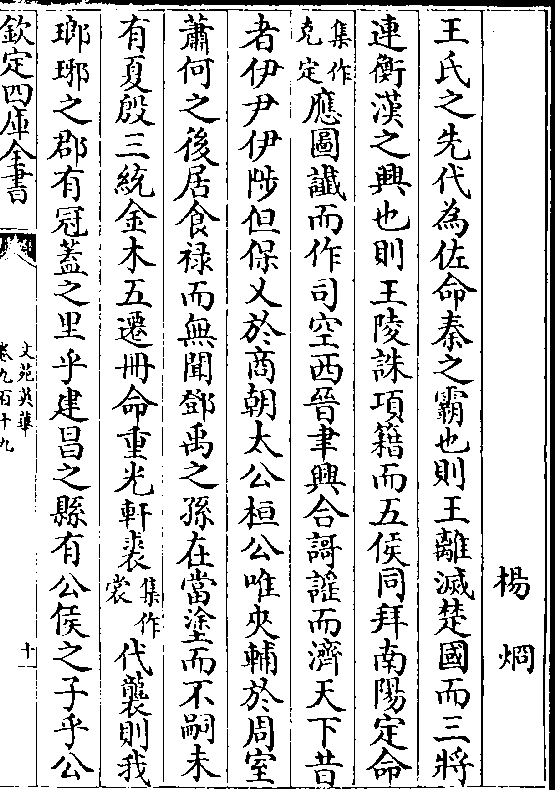 楊烱
王氏之先代為佐命秦之霸也則王離滅楚國而三將
連衡漢之興也則王陵誅項籍而五侯同拜南陽定命
集作克定應圖讖而作司空西晉聿興合謌謡而濟天下昔
者伊尹伊陟但保乂於商朝太公桓公唯夾輔於周室
蕭何之後居食禄而無聞鄧禹之孫在當塗而不嗣未
有夏殷三統金木五遷冊命重光軒裴集作裳代襲則我
瑯琊之郡有冠蓋之里乎建昌之縣有公侯之子乎公
欽定四庫全書
文苑英華
卷九百十九
十一